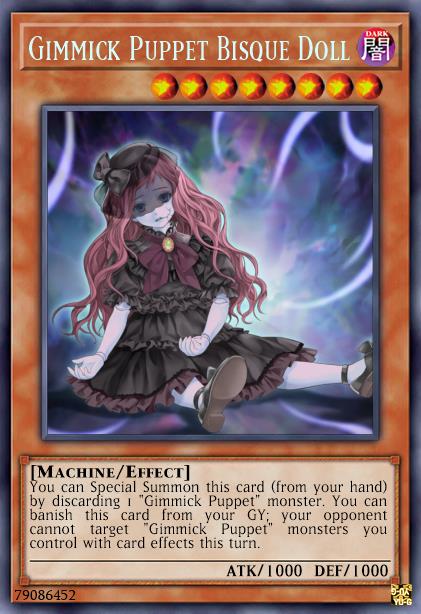 Gimmick Puppet Bisque Doll
DARK
闇
[Machine/Effect]
You can Special Summon this card (from your hand)
by discarding 1 "Gimmick Puppet" monster. You can
banish this card from your GY; your opponent
cannot target "Gimmick Puppet" monsters you
control with card effects this turn.
ATK/1000 DEF/1000
79086452